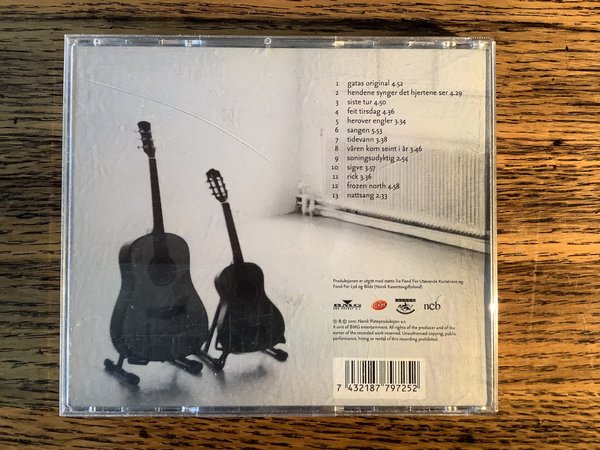 1 gatas original 4.52
2 hendene synger det hjertene ser 4.29
3 siste tur 4.50
4 feit tirsdag 4.36
5 herover engler 3.34
6 sangen 5.53
7 tidevann 3.38
8 våren kom seint i år 3.46
9 soningsudyktig 2.54
10 sigve 3.57
11 rick 3.36
12 frozen north 4.58
13 nattsang 2.33
Produksjonen er utgitt med støtte fra Fond For Utøvende Kunstnere og
Fond For Lyd og Bilde (Norsk Kassettavgiftsfond)
BMG
ncb
℗ & © 2001 Norsk Plateproduksjon a.s.
A unit of BMG entertainment. All rights of the producer and of the
owner of the recorded work reserved. Unauthorised copying, public
performance, hiring or rental of this recording prohibited.
7 432187 797252